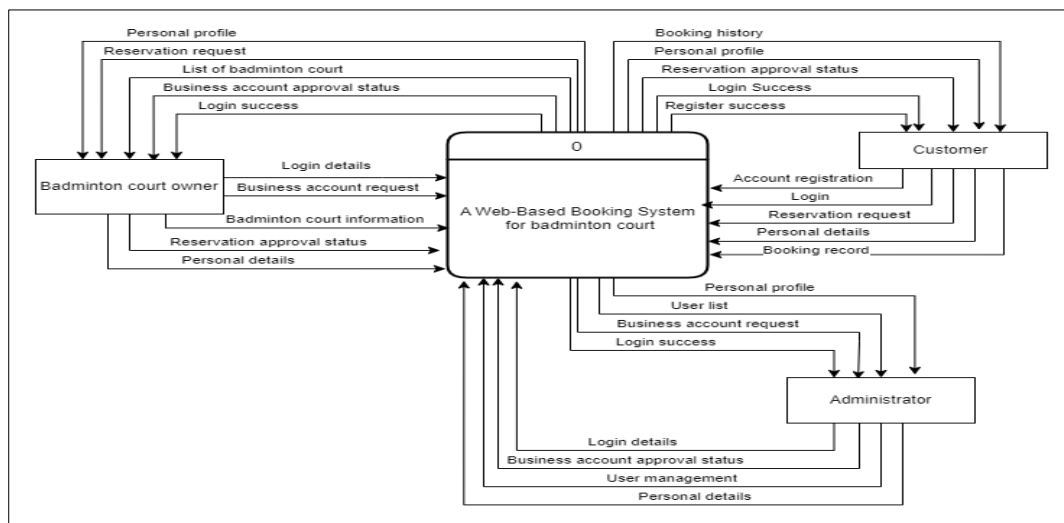 Personal profile
Reservation request
List of badminton court
Business account approval status
Login success
Booking history
Personal profile
Reservation approval status
Login Success
Register success
0
A Web-Based Booking System
for badminton court
Badminton court owner
Login details
Business account request
Badminton court information
Reservation approval status
Personal details
Customer
Account registration
Login
Reservation request
Personal details
Booking record
Personal profile
User list
Business account request
Login success
Administrator
Login details
Business account approval status
User management
Personal details